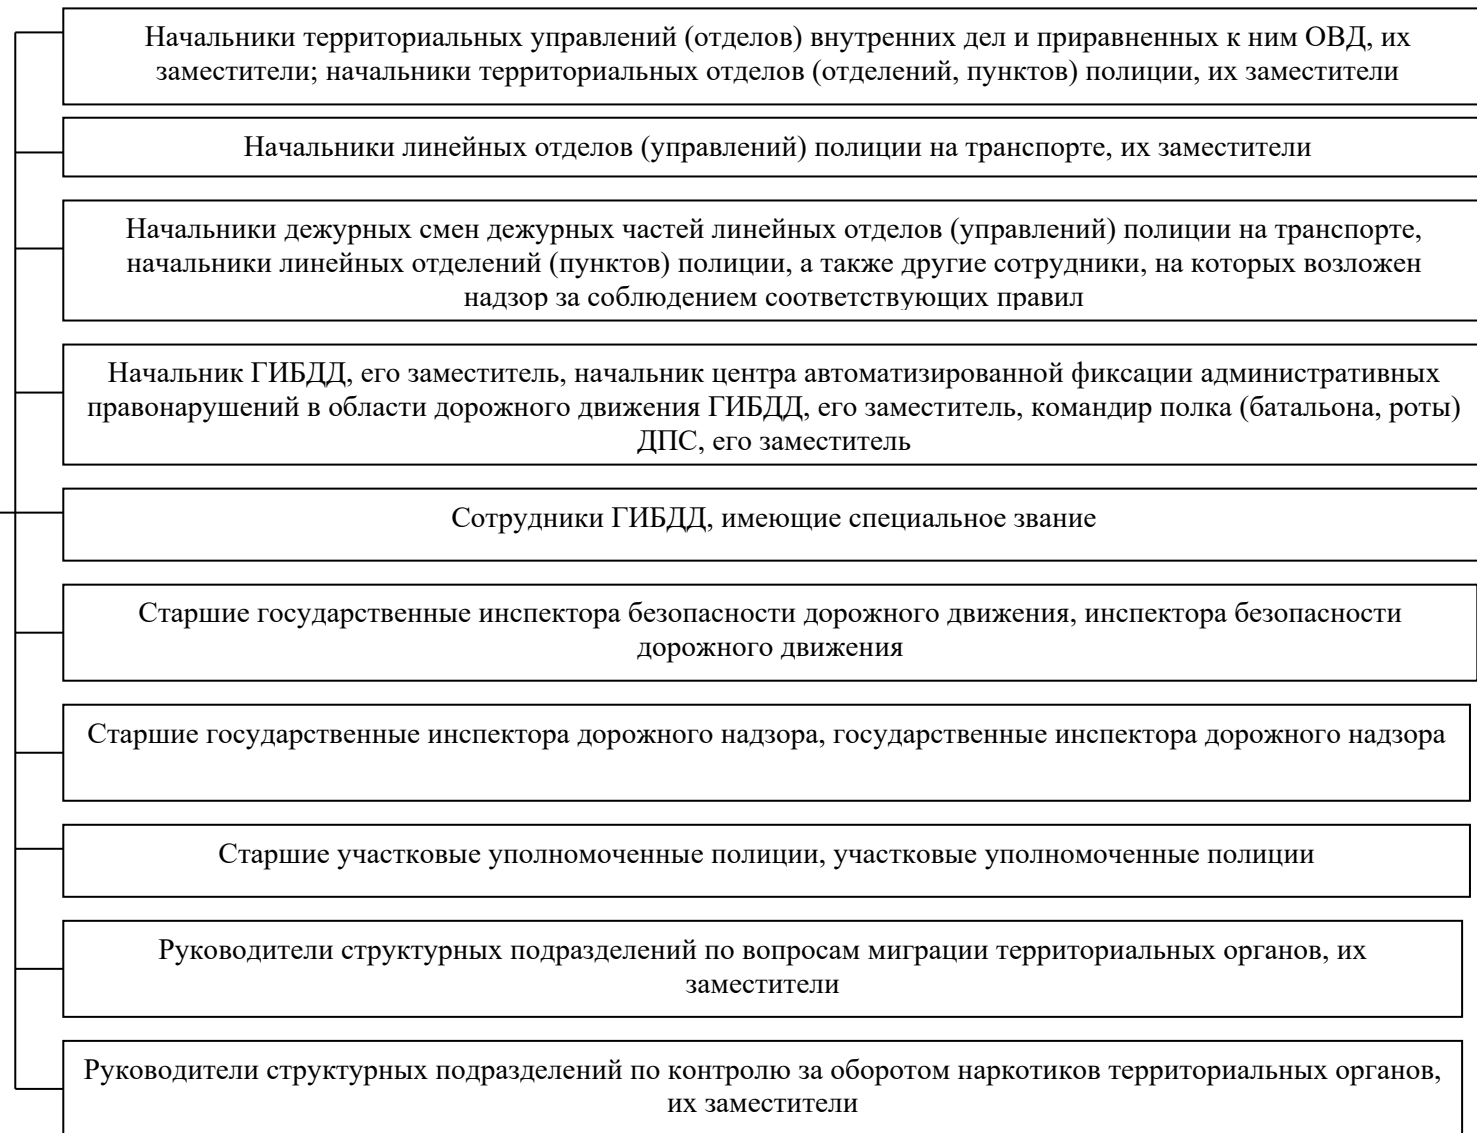 Начальники территориальных управлений (отделов) внутренних дел и приравненных к ним ОВД, их
заместители; начальники территориальных отделов (отделений, пунктов) полиции, их заместители
Начальники линейных отделов (управлений) полиции на транспорте, их заместители
Начальники дежурных смен дежурных частей линейных отделов (управлений) полиции на транспорте,
начальники линейных отделений (пунктов) полиции, а также другие сотрудники, на которых возложен
надзор за соблюдением соответствующих правил
Начальник ГИБДД, его заместитель, начальник центра автоматизированной фиксации административных
правонарушений в области дорожного движения ГИБДД, его заместитель, командир полка (батальона, роты)
ДПС, его заместитель
Сотрудники ГИБДД, имеющие специальное звание
Старшие государственные инспектора безопасности дорожного движения, инспектора безопасности
дорожного движения
Старшие государственные инспектора дорожного надзора, государственные инспектора дорожного надзора
Старшие участковые уполномоченные полиции, участковые уполномоченные полиции
Руководители структурных подразделений по вопросам миграции территориальных органов, их
заместители
Руководители структурных подразделений по контролю за оборотом наркотиков территориальных органов,
их заместители